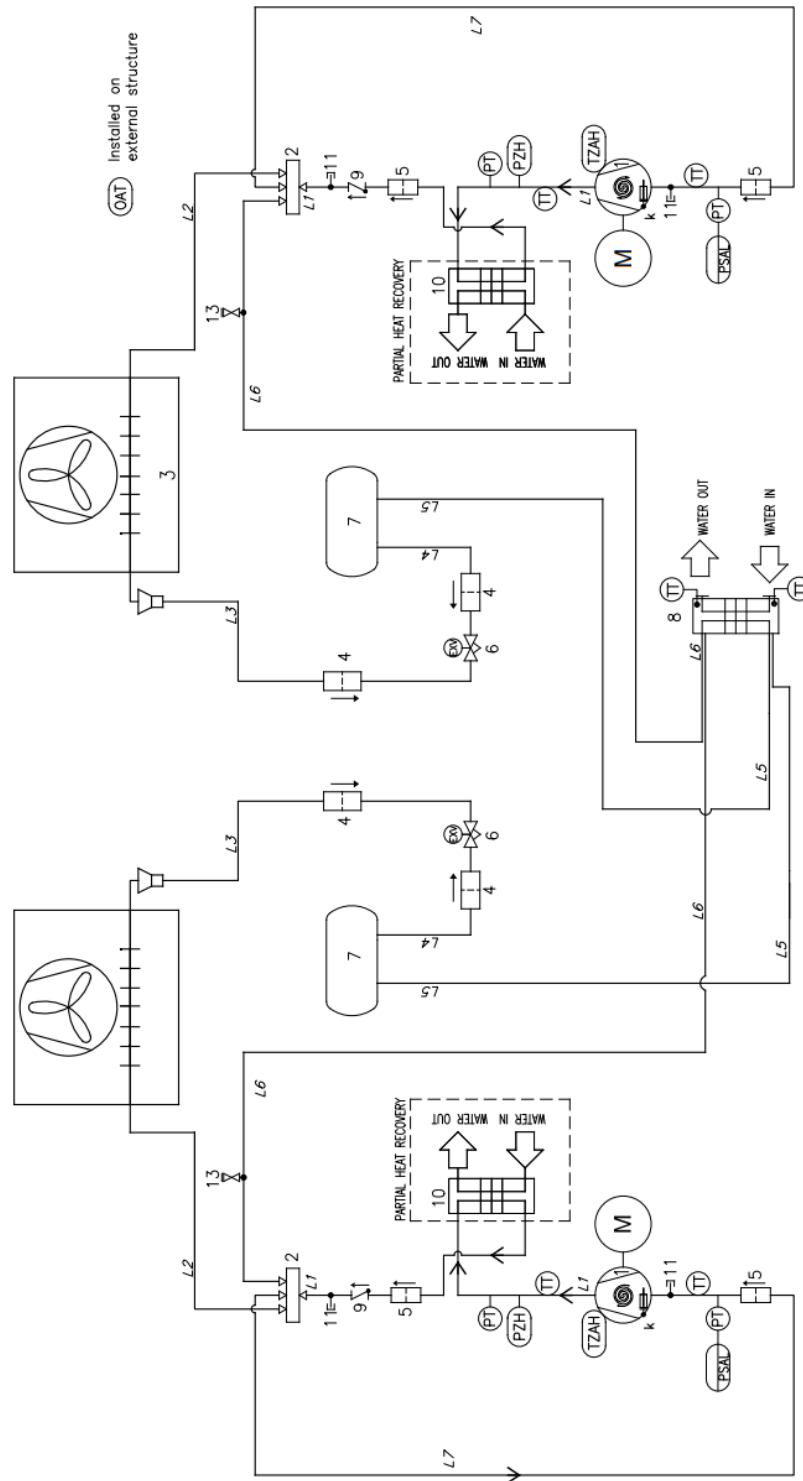 OAT
Installed on
external structure
L2
L2
3
13
13
L6
L3
L3
L6
2
2
L1
L1
11
11
4
4
9
9
7
7
5
5
L4
L5
L4
L5
4
4
EXV
6
EXV
6
PARTIAL HEAT RECOVERY
10
WATER OUT
WATER IN
PARTIAL HEAT RECOVERY
10
WATER OUT
WATER IN
L7
L7
PT
PZH
TT
L1
TZAH
1
M
k
11
TT
PT
PSAL
5
PT
PZH
TT
L1
TZAH
1
M
k
11
TT
PT
PSAL
5
8
TT
WATER OUT
TT
WATER IN
L6
L6
L5
L5